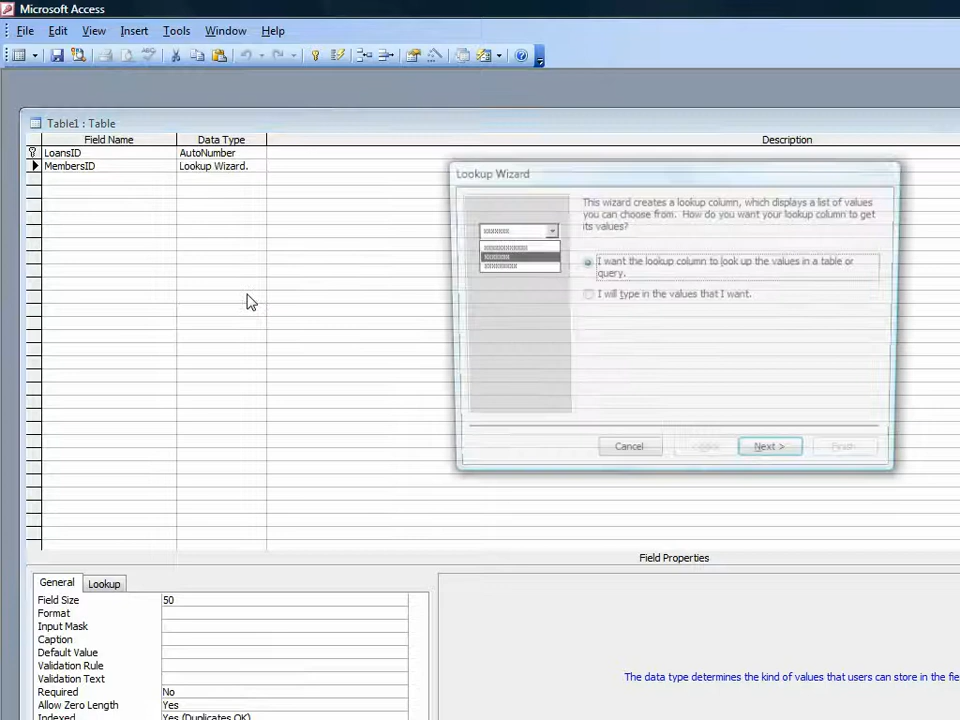 Microsoft Access
File Edit View Insert Tools Window Help
Table1 : Table
Field Name Data Type Description
LoansID AutoNumber
MembersID Lookup Wizard.
Lookup Wizard
This wizard creates a lookup column, which displays a list of values
you can choose from. How do you want your lookup column to get
its values?
xxxxxxx
xxxxxxx
I want the lookup column to look up the values in a table or
query.
I will type in the values that I want.
Cancel Next >
Field Properties
General Lookup
Field Size 50
Format
Input Mask
Caption
Default Value
Validation Rule
Validation Text
Required No
Allow Zero Length Yes
Indexed Yes (Duplicates OK)
The data type determines the kind of values that users can store in the fie